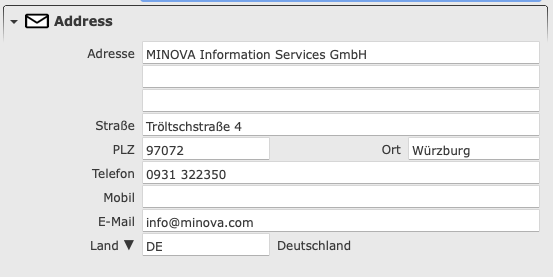 Address
Adresse MINOVA Information Services GmbH
Straße Tröltschstraße 4
PLZ 97072 Ort Würzburg
Telefon 0931 322350
Mobil
E-Mail info@minova.com
Land ▼ DE Deutschland